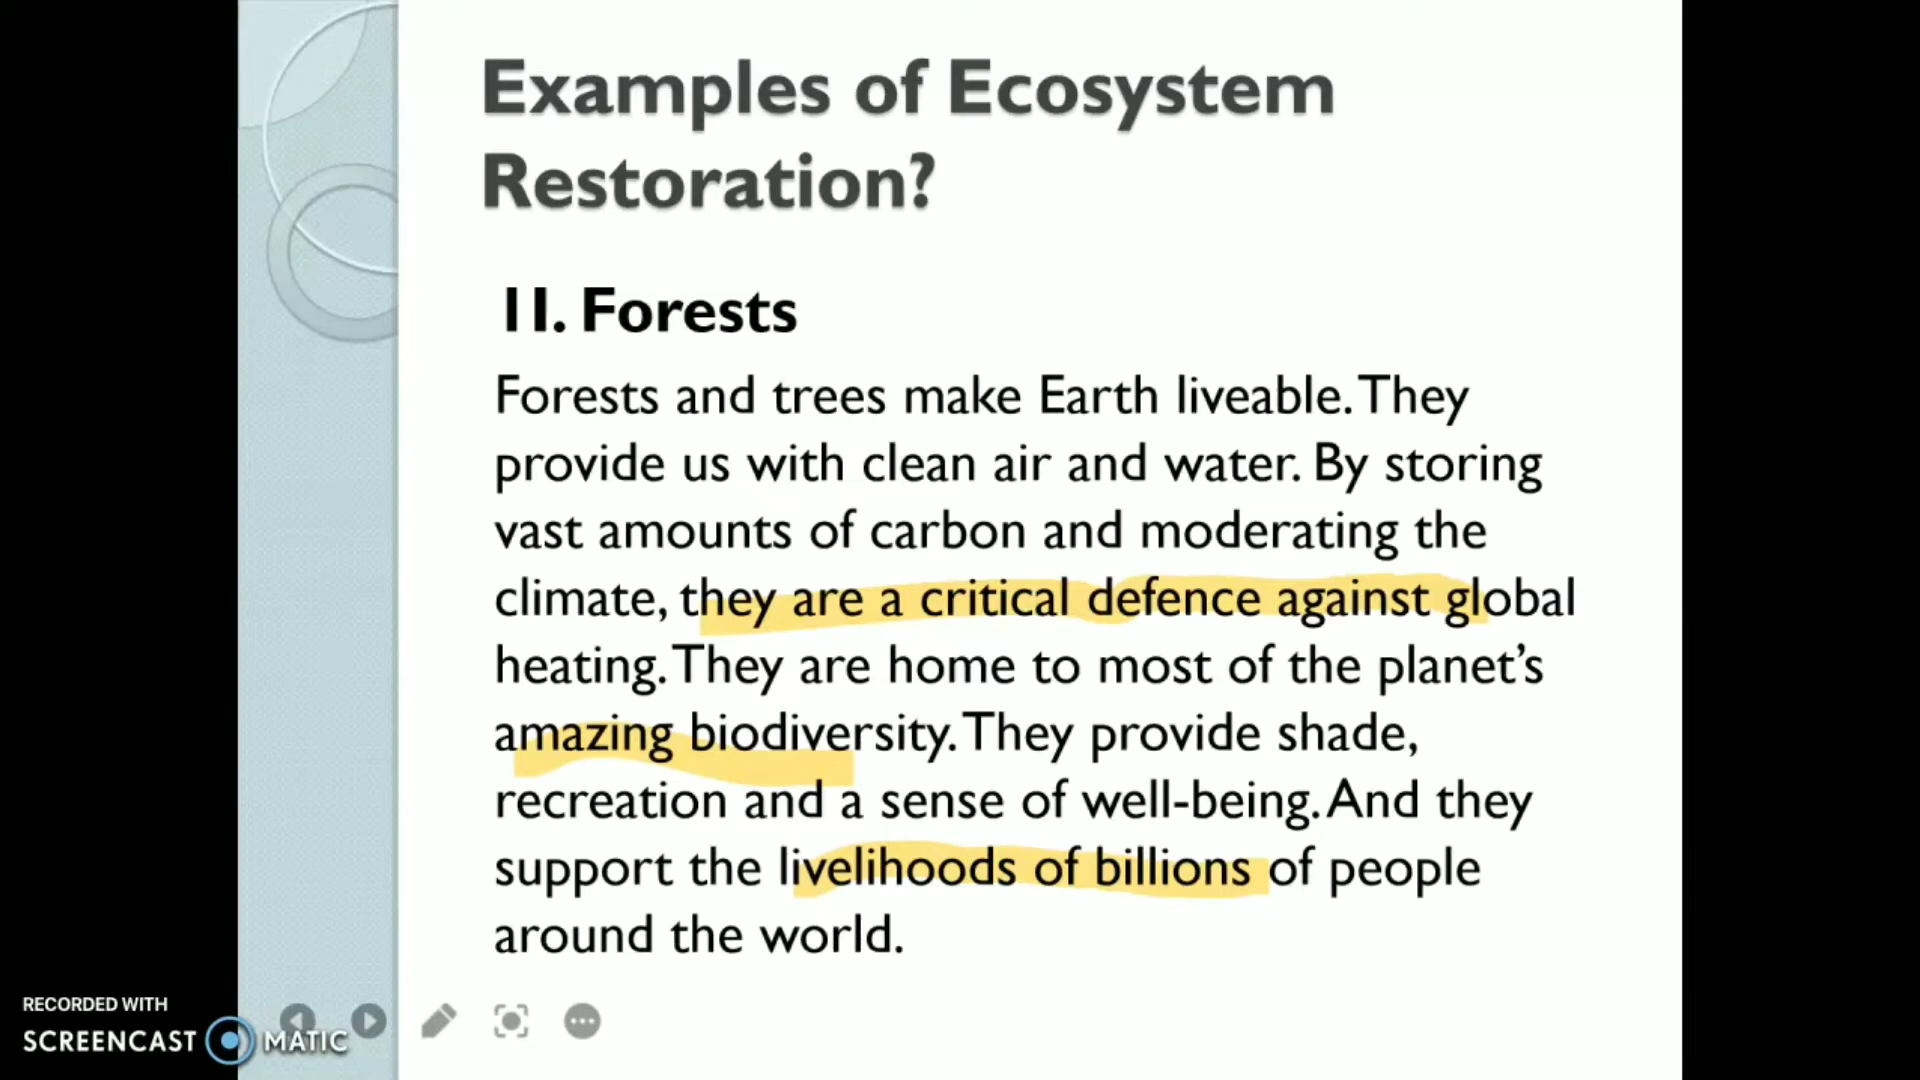 Examples of Ecosystem
Restoration?
II. Forests
Forests and trees make Earth liveable. They
provide us with clean air and water. By storing
vast amounts of carbon and moderating the
climate, they are a critical defence against global
heating. They are home to most of the planet’s
amazing biodiversity. They provide shade,
recreation and a sense of well-being. And they
support the livelihoods of billions of people
around the world.
RECORDED WITH
SCREENCAST MATIC